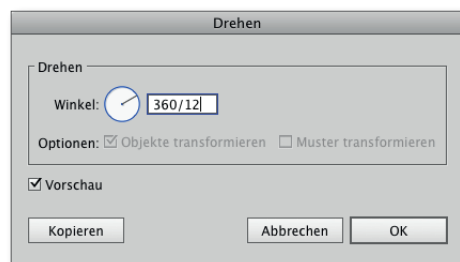 Drehen
Drehen
Winkel: 360/12
Optionen: Objekte transformieren Muster transformieren
Vorschau
Kopieren Abbrechen OK